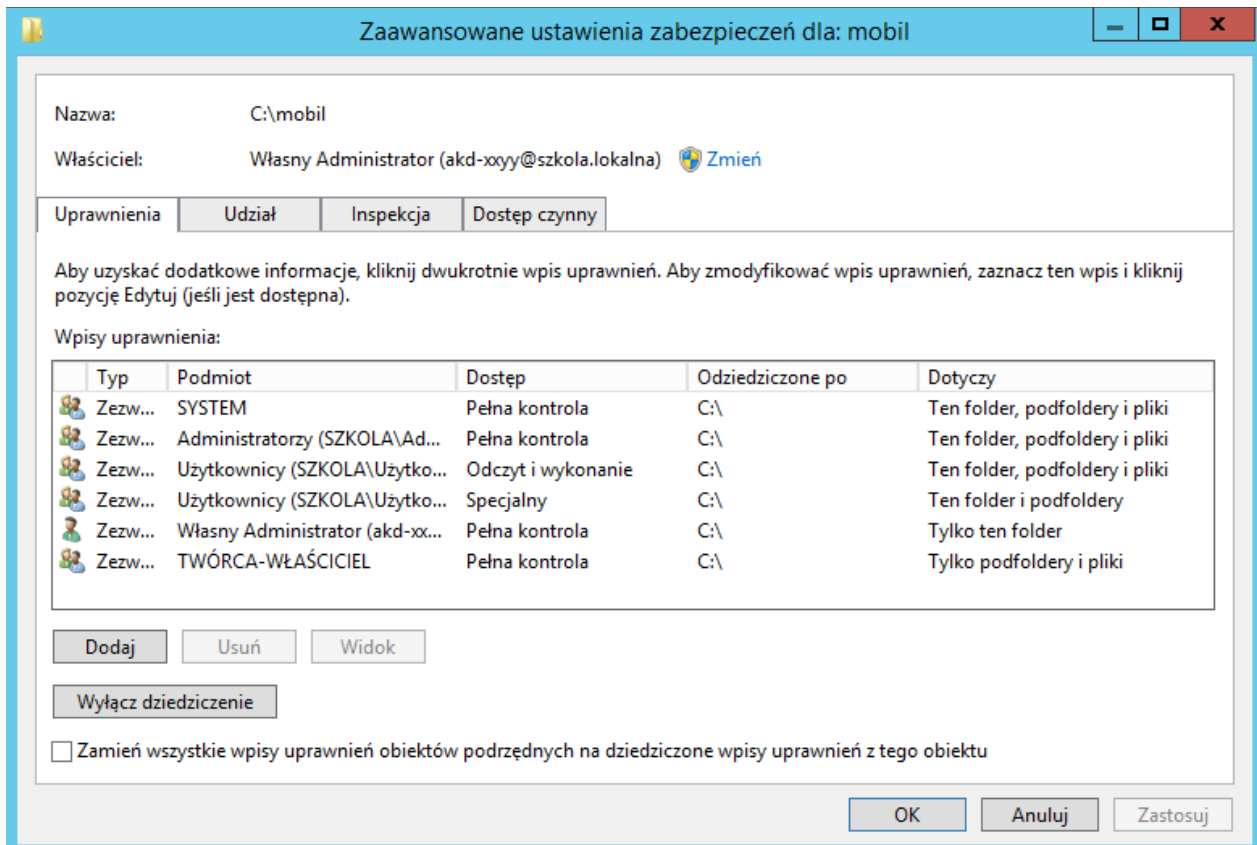 Zaawansowane ustawienia zabezpieczeń dla: mobil
Nazwa: C:\mobil
Właściciel: Własny Administrator (akd-xxyy@szkola.lokalna) Zmień
Uprawnienia Udział Inspekcja Dostęp czynny
Aby uzyskać dodatkowe informacje, kliknij dwukrotnie wpis uprawnień. Aby zmodyfikować wpis uprawnień, zaznacz ten wpis i kliknij
pozycję Edytuj (jeśli jest dostępna).
Wpisy uprawnienia:
Typ Podmiot Dostęp Odziedziczone po Dotyczy
Zezw... SYSTEM Pełna kontrola C:\ Ten folder, podfoldery i pliki
Zezw... Administratorzy (SZKOLA\Ad... Pełna kontrola C:\ Ten folder, podfoldery i pliki
Zezw... Użytkownicy (SZKOLA\Użytko... Odczyt i wykonanie C:\ Ten folder, podfoldery i pliki
Zezw... Użytkownicy (SZKOLA\Użytko... Specjalny C:\ Ten folder i podfoldery
Zezw... Własny Administrator (akd-xx... Pełna kontrola C:\ Tylko ten folder
Zezw... TWÓRCA-WŁAŚCICIEL Pełna kontrola C:\ Tylko podfoldery i pliki
Dodaj Usuń Widok
Wyłącz dziedziczenie
Zamień wszystkie wpisy uprawnień obiektów podrzędnych na dziedziczone wpisy uprawnień z tego obiektu
OK Anuluj Zastosuj